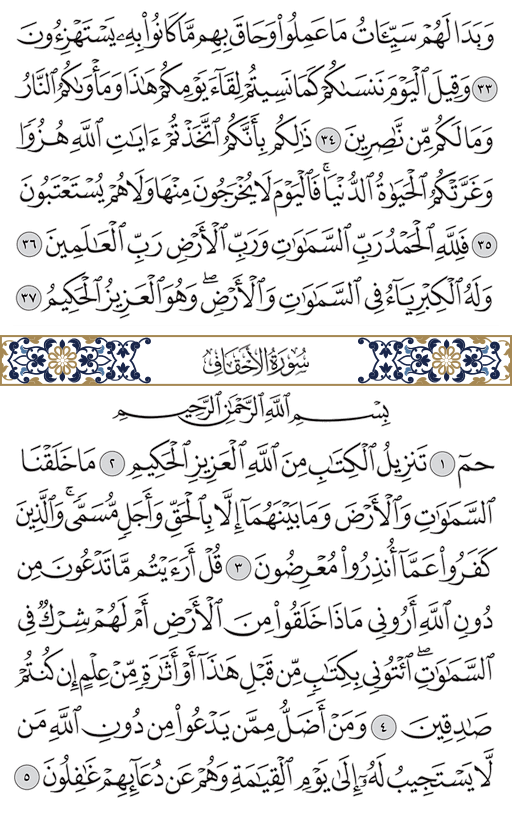 وَبَدَا لَهُمْ سَيِّـَٔاتُ مَا عَمِلُوا۟ وَحَاقَ بِهِم مَّا كَانُوا۟ بِهِۦ يَسْتَهْزِءُونَ
٣٣ وَقِيلَ ٱلْيَوْمَ نَنسَىٰكُمْ كَمَا نَسِيتُمْ لِقَآءَ يَوْمِكُمْ هَٰذَا وَمَأْوَىٰكُمُ ٱلنَّارُ
وَمَا لَكُم مِّن نَّٰصِرِينَ ٣٤ ذَٰلِكُم بِأَنَّكُمُ ٱتَّخَذْتُمْ ءَايَٰتِ ٱللَّهِ هُزُوًا
وَغَرَّتْكُمُ ٱلْحَيَوٰةُ ٱلدُّنْيَا ۚ فَٱلْيَوْمَ لَا يُخْرَجُونَ مِنْهَا وَلَا هُمْ يُسْتَعْتَبُونَ
٣٥ فَلِلَّهِ ٱلْحَمْدُ رَبِّ ٱلسَّمَٰوَٰتِ وَرَبِّ ٱلْأَرْضِ رَبِّ ٱلْعَٰلَمِينَ ٣٦
وَلَهُ ٱلْكِبْرِيَآءُ فِى ٱلسَّمَٰوَٰتِ وَٱلْأَرْضِ ۖ وَهُوَ ٱلْعَزِيزُ ٱلْحَكِيمُ ٣٧
سُورَةُ الأَحْقَافِ
بِسْمِ ٱللَّهِ ٱلرَّحْمَٰنِ ٱلرَّحِيمِ
حمٓ ١ تَنزِيلُ ٱلْكِتَٰبِ مِنَ ٱللَّهِ ٱلْعَزِيزِ ٱلْحَكِيمِ ٢ مَا خَلَقْنَا
ٱلسَّمَٰوَٰتِ وَٱلْأَرْضَ وَمَا بَيْنَهُمَآ إِلَّا بِٱلْحَقِّ وَأَجَلٍ مُّسَمًّى ۚ وَٱلَّذِينَ
كَفَرُوا۟ عَمَّآ أُنذِرُوا۟ مُعْرِضُونَ ٣ قُلْ أَرَءَيْتُم مَّا تَدْعُونَ مِن
دُونِ ٱللَّهِ أَرُونِى مَاذَا خَلَقُوا۟ مِنَ ٱلْأَرْضِ أَمْ لَهُمْ شِرْكٌ فِى
ٱلسَّمَٰوَٰتِ ۖ ٱئْتُونِى بِكِتَٰبٍ مِّن قَبْلِ هَٰذَآ أَوْ أَثَٰرَةٍ مِّنْ عِلْمٍ إِن كُنتُمْ
صَٰدِقِينَ ٤ وَمَنْ أَضَلُّ مِمَّن يَدْعُوا۟ مِن دُونِ ٱللَّهِ مَن
لَّا يَسْتَجِيبُ لَهُۥٓ إِلَىٰ يَوْمِ ٱلْقِيَٰمَةِ وَهُمْ عَن دُعَآئِهِمْ غَٰفِلُونَ ٥